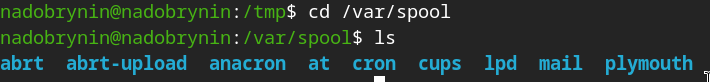 nadobrynin@nadobrynin:/tmp$ cd /var/spool
nadobrynin@nadobrynin:/var/spool$ ls
abrt  abrt-upload  anacron  at  cron  cups  lpd  mail  plymouth